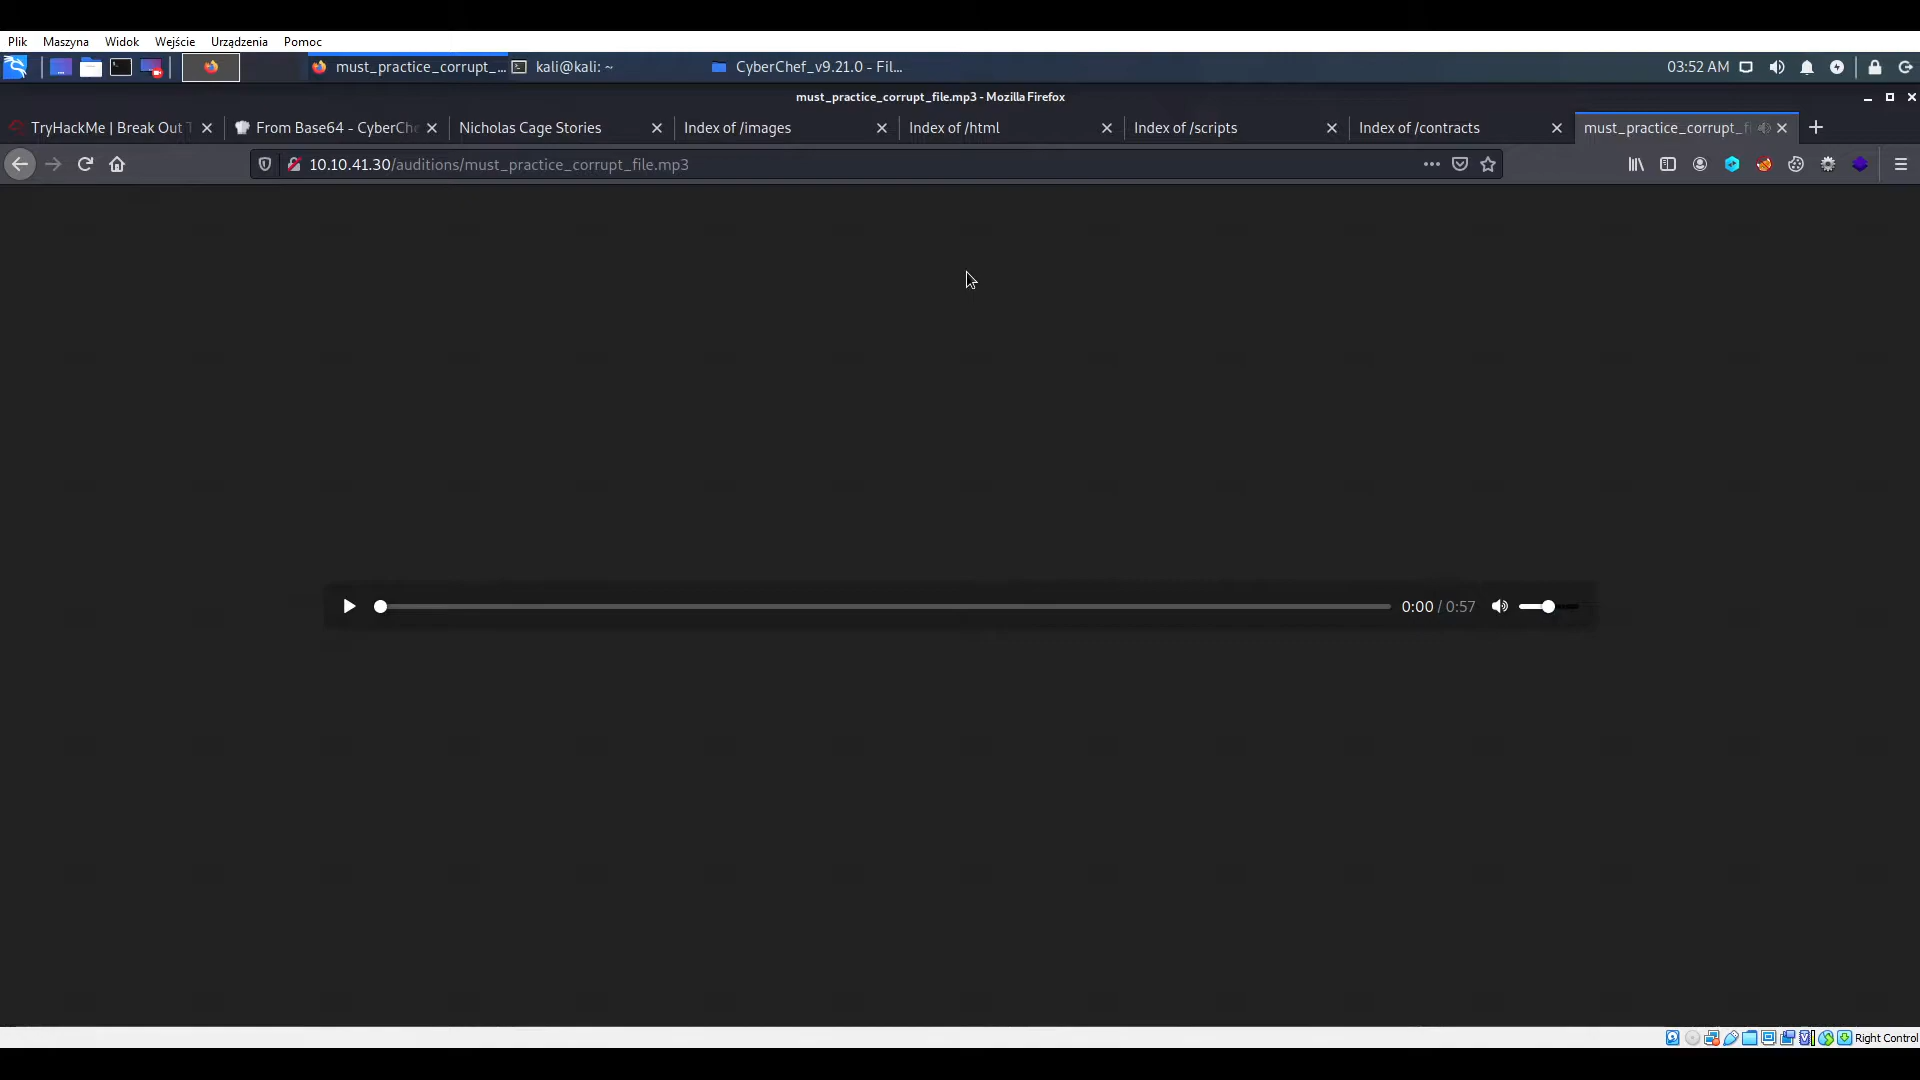 Plik Maszyna Widok Wejście Urządzenia Pomoc
must_practice_corrupt_... kali@kali: ~ CyberChef_v9.21.0 - Fil... 03:52 AM
must_practice_corrupt_file.mp3 - Mozilla Firefox
TryHackMe | Break Out T From Base64 - CyberChe Nicholas Cage Stories Index of /images Index of /html Index of /scripts Index of /contracts must_practice_corrupt_f
10.10.41.30/auditions/must_practice_corrupt_file.mp3
0:00 / 0:57
Right Control